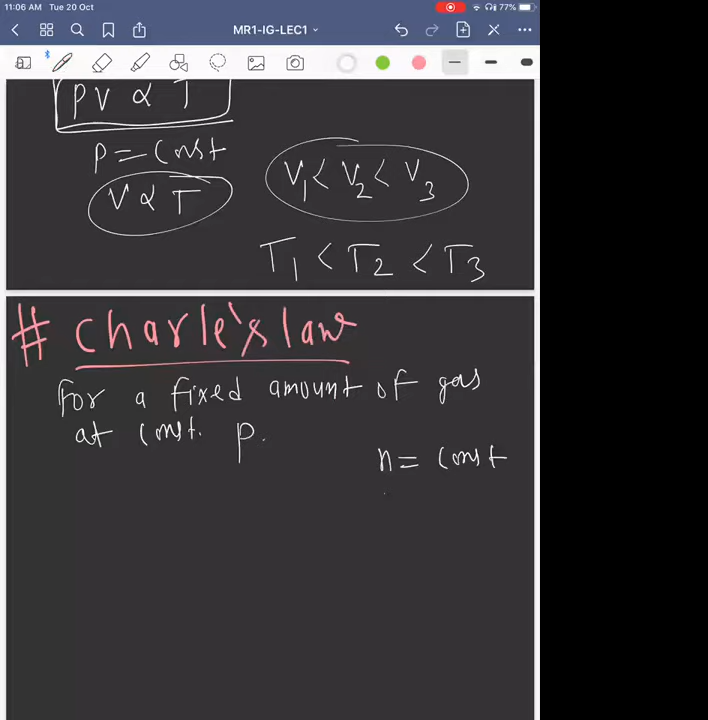 11:06 AM Tue 20 Oct
77%
MR1-IG-LEC1
PV ∝ T
P = Const
V ∝ T
V1 < V2 < V3
T1 < T2 < T3
# charle's law
For a fixed amount of gas
at const. p.
n = Const